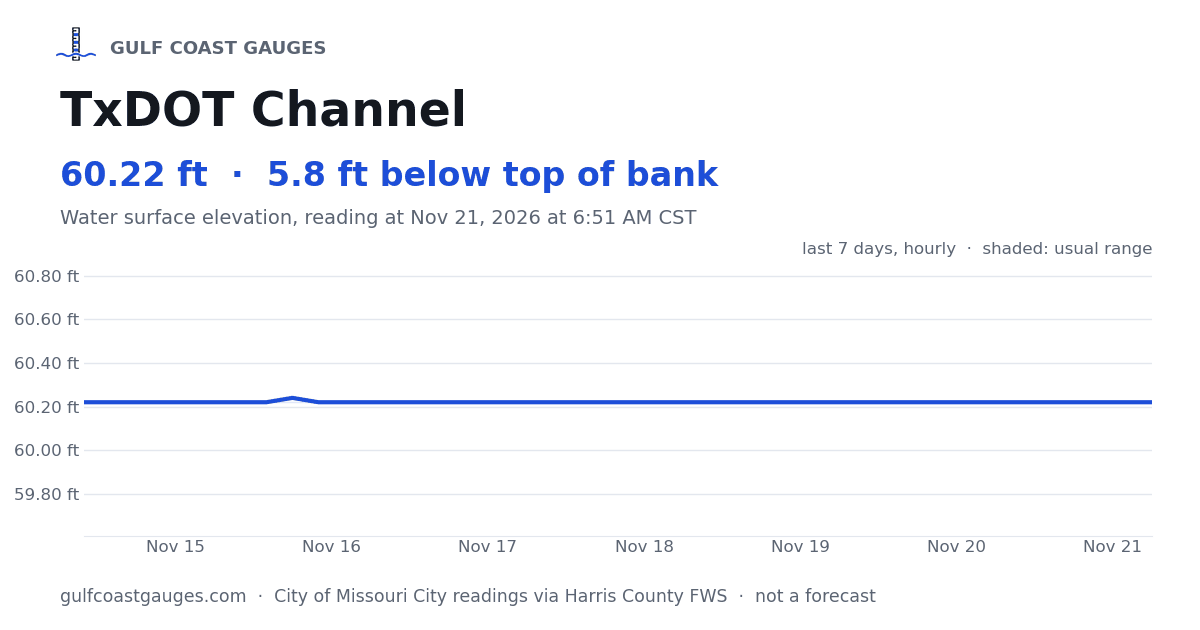 GULF COAST GAUGES
TxDOT Channel
60.22 ft · 5.8 ft below top of bank
Water surface elevation, reading at Nov 21, 2026 at 6:51 AM CST
last 7 days, hourly · shaded: usual range
60.80 ft
60.60 ft
60.40 ft
60.20 ft
60.00 ft
59.80 ft
Nov 15 Nov 16 Nov 17 Nov 18 Nov 19 Nov 20 Nov 21
gulfcoastgauges.com · City of Missouri City readings via Harris County FWS · not a forecast